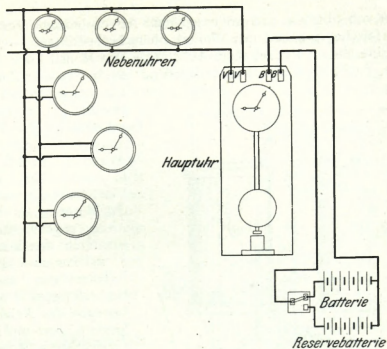 V V B B
Nebenuhren
Hauptuhr
Batterie
Reservebatterie